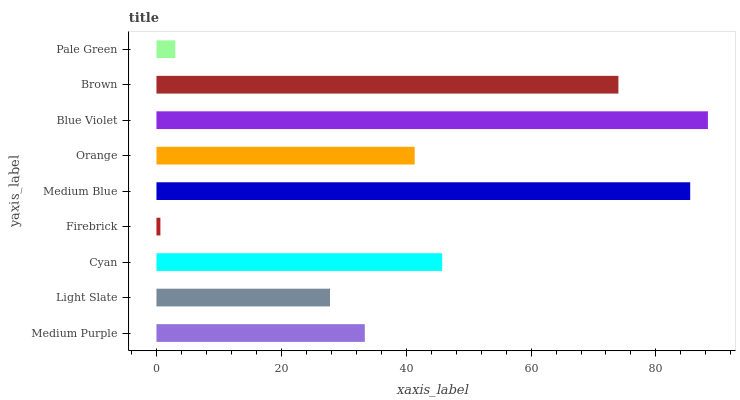 title
Pale Green
Brown
Blue Violet
Orange
Medium Blue
Firebrick
Cyan
Light Slate
Medium Purple
yaxis_label
0 20 40 60 80
xaxis_label